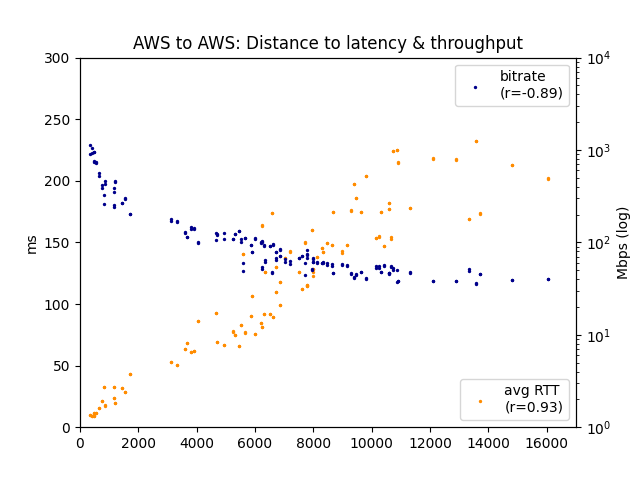 AWS to AWS: Distance to latency & throughput
300
250
200
150
100
50
0
ms
0 2000 4000 6000 8000 10000 12000 14000 16000
10^4
10^3
10^2
10^1
10^0
Mbps (log)
bitrate
(r=-0.89)
avg RTT
(r=0.93)